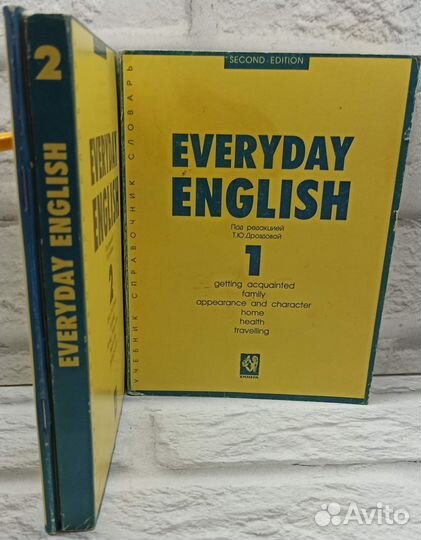 2
EVERYDAY ENGLISH
EVERYDAY
ENGLISH
2
УЧЕБНИК СПРАВОЧНИК СЛОВАРЬ
SECOND EDITION
EVERYDAY
ENGLISH
Под редакцией
Т.Ю.Дроздовой
1
getting acquainted
family
appearance and character
home
health
travelling
Avito